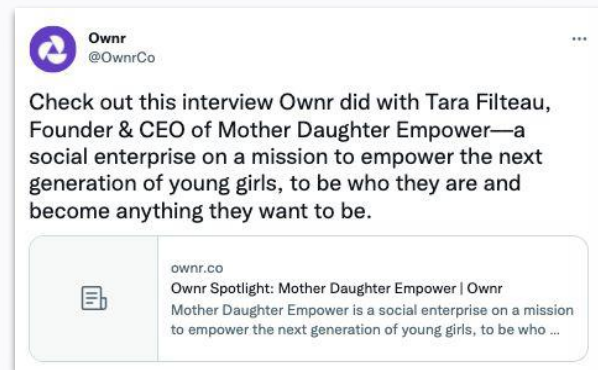 Ownr
@OwnrCo
Check out this interview Ownr did with Tara Filteau,
Founder & CEO of Mother Daughter Empower—a
social enterprise on a mission to empower the next
generation of young girls, to be who they are and
become anything they want to be.
ownr.co
Ownr Spotlight: Mother Daughter Empower | Ownr
Mother Daughter Empower is a social enterprise on a mission
to empower the next generation of young girls, to be who ...